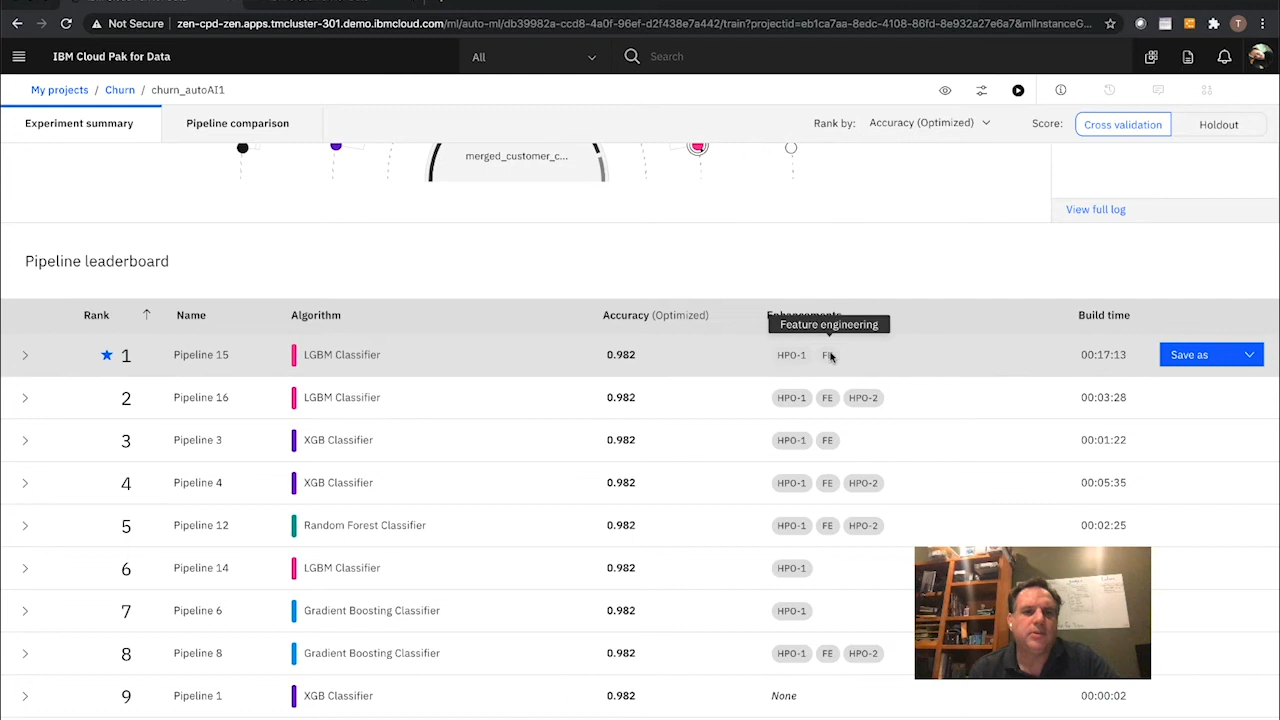 Not Secure zen-cpd-zen.apps.tmcluster-301.demo.ibmcloud.com/ml/auto-ml/db39982a-ccd8-4a0f-96ef-d2f438e7a442/train?projectid=eb1ca7aa-8edc-4108-86fd-8e932a27e6a7&mlInstanceG...
T
IBM Cloud Pak for Data
All
Search
My projects / Churn / churn_autoAI1
Experiment summary
Pipeline comparison
Rank by: Accuracy (Optimized)
Score: Cross validation Holdout
merged_customer_c...
View full log
Pipeline leaderboard
Rank Name Algorithm Accuracy (Optimized) Enhancements Build time
Feature engineering
1 Pipeline 15 LGBM Classifier 0.982 HPO-1 FE 00:17:13 Save as
2 Pipeline 16 LGBM Classifier 0.982 HPO-1 FE HPO-2 00:03:28
3 Pipeline 3 XGB Classifier 0.982 HPO-1 FE 00:01:22
4 Pipeline 4 XGB Classifier 0.982 HPO-1 FE HPO-2 00:05:35
5 Pipeline 12 Random Forest Classifier 0.982 HPO-1 FE HPO-2 00:02:25
6 Pipeline 14 LGBM Classifier 0.982 HPO-1
7 Pipeline 6 Gradient Boosting Classifier 0.982 HPO-1
8 Pipeline 8 Gradient Boosting Classifier 0.982 HPO-1 FE HPO-2
9 Pipeline 1 XGB Classifier 0.982 None 00:00:02